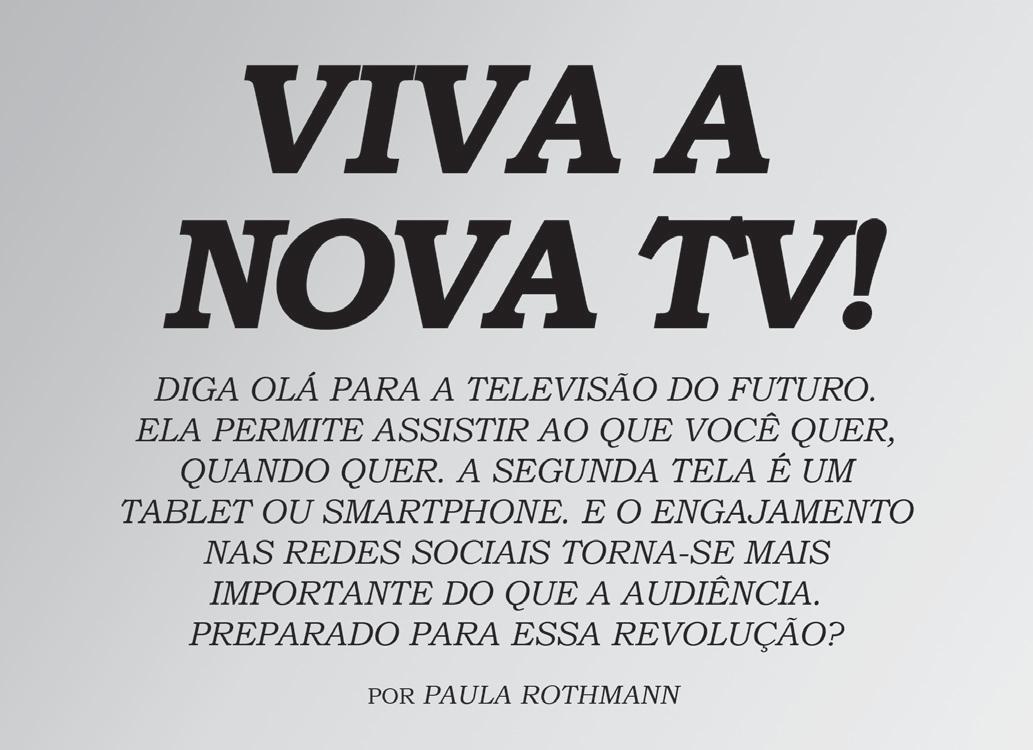 VIVA A
NOVA TV!
DIGA OLÁ PARA A TELEVISÃO DO FUTURO.
ELA PERMITE ASSISTIR AO QUE VOCÊ QUER,
QUANDO QUER. A SEGUNDA TELA É UM
TABLET OU SMARTPHONE. E O ENGAJAMENTO
NAS REDES SOCIAIS TORNA-SE MAIS
IMPORTANTE DO QUE A AUDIÊNCIA.
PREPARADO PARA ESSA REVOLUÇÃO?
POR PAULA ROTHMANN